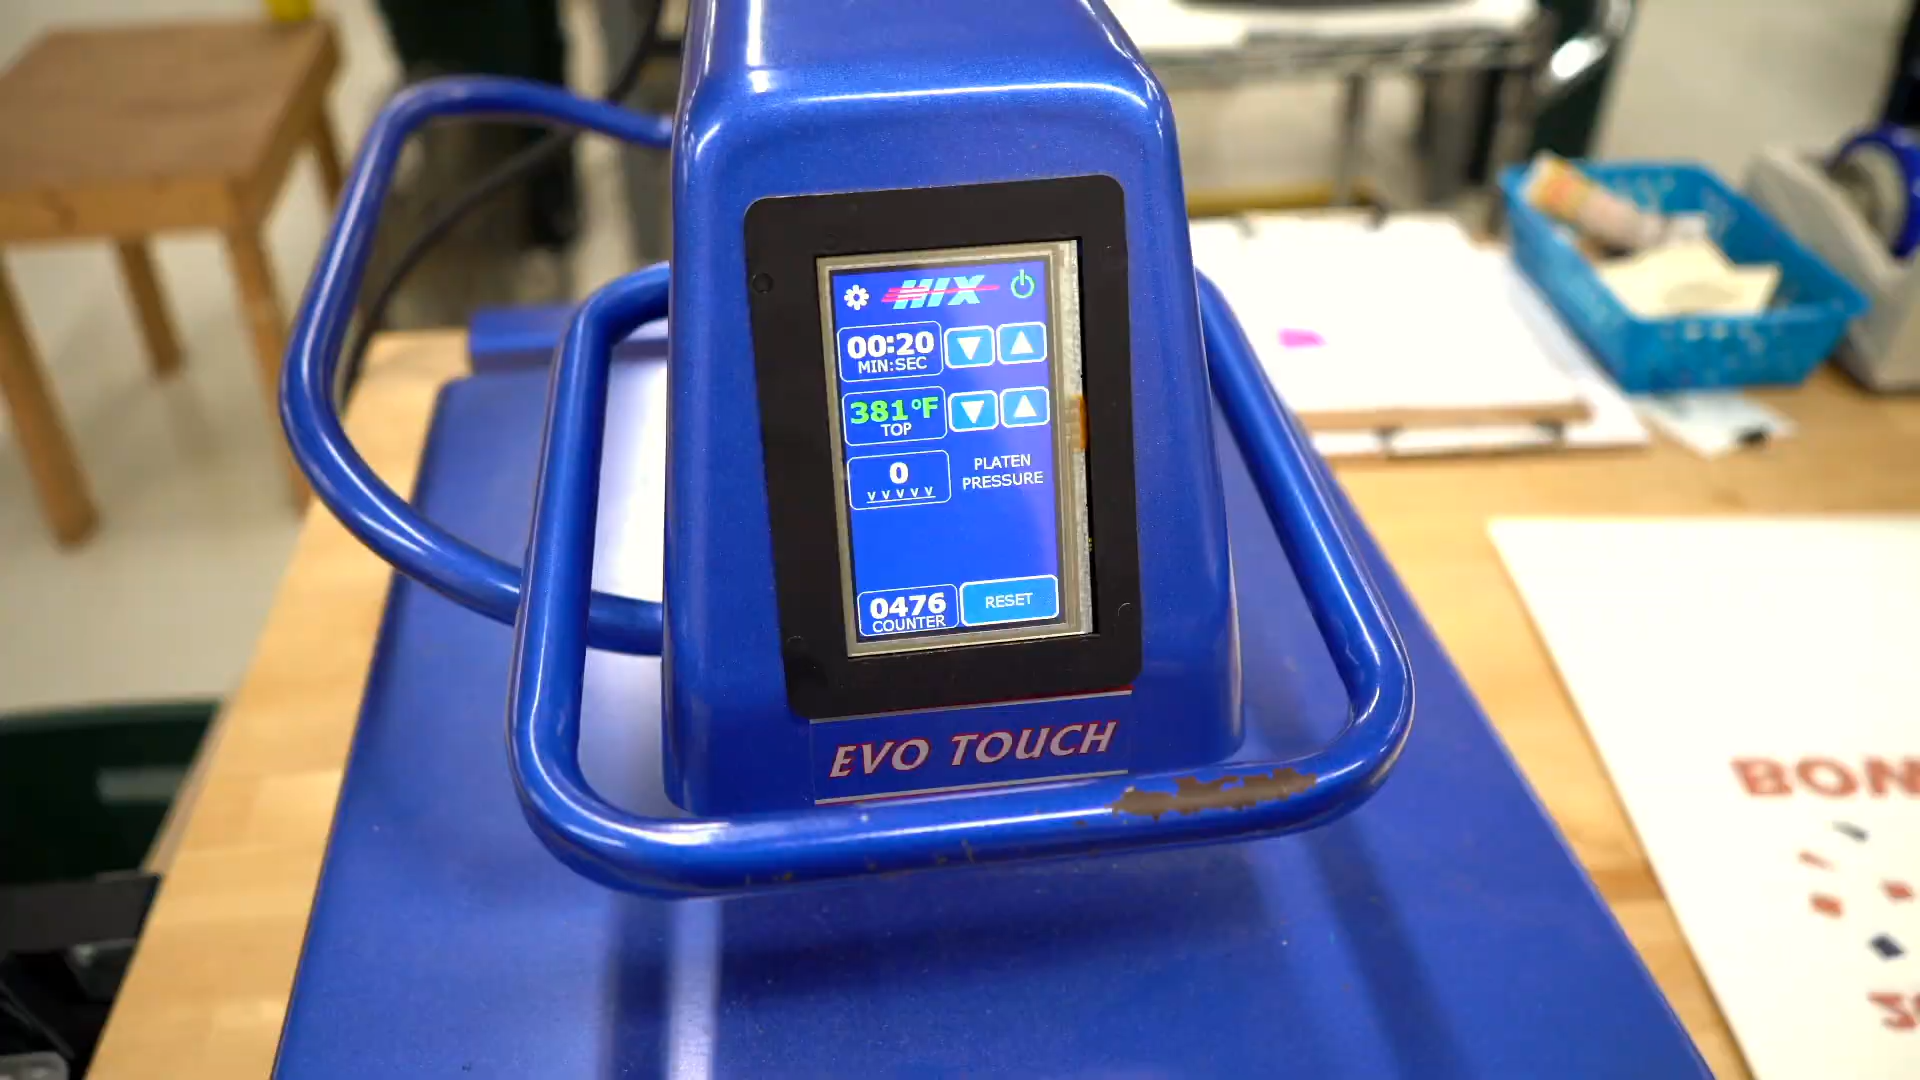 HIX
00:20
MIN:SEC
381°F
TOP
0
V V V V V
PLATEN
PRESSURE
0476
COUNTER
RESET
EVO TOUCH